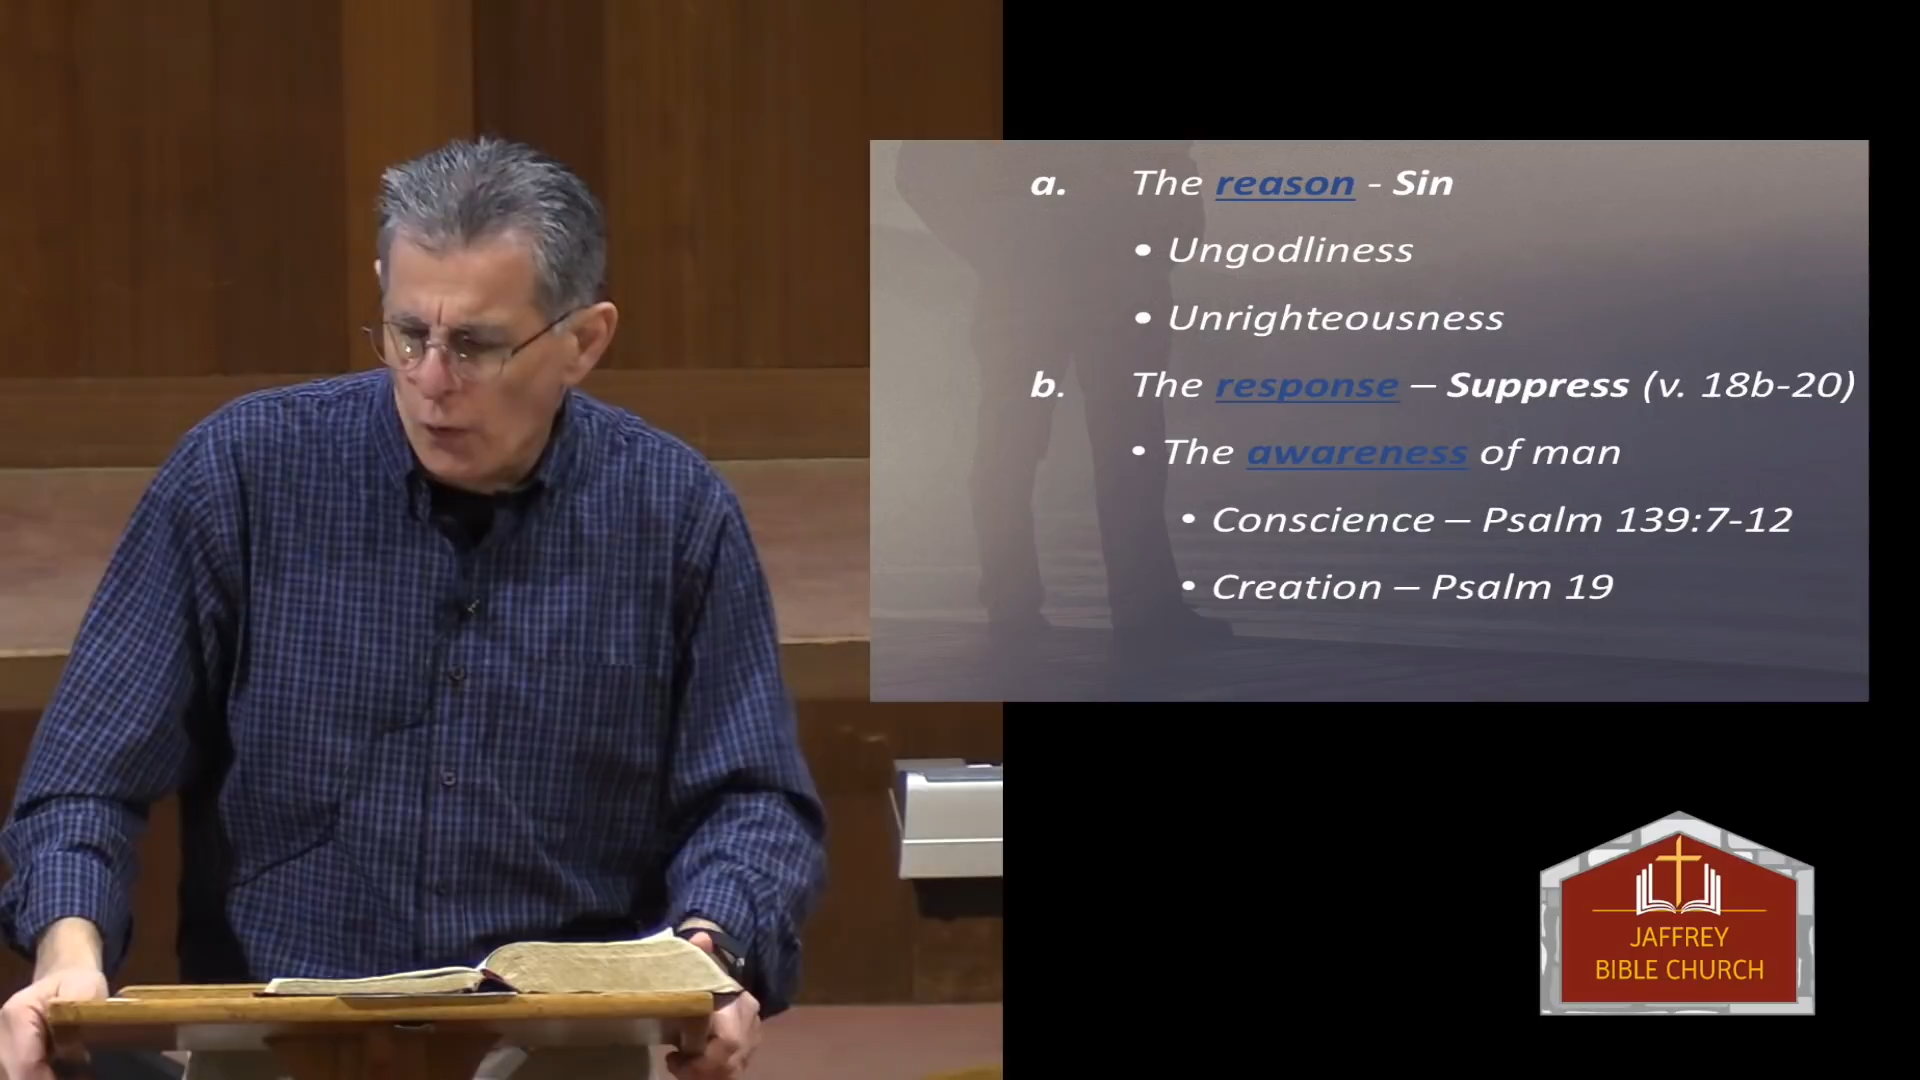 a. The reason - Sin
• Ungodliness
• Unrighteousness
b. The response – Suppress (v. 18b-20)
• The awareness of man
• Conscience – Psalm 139:7-12
• Creation – Psalm 19
JAFFREY
BIBLE CHURCH